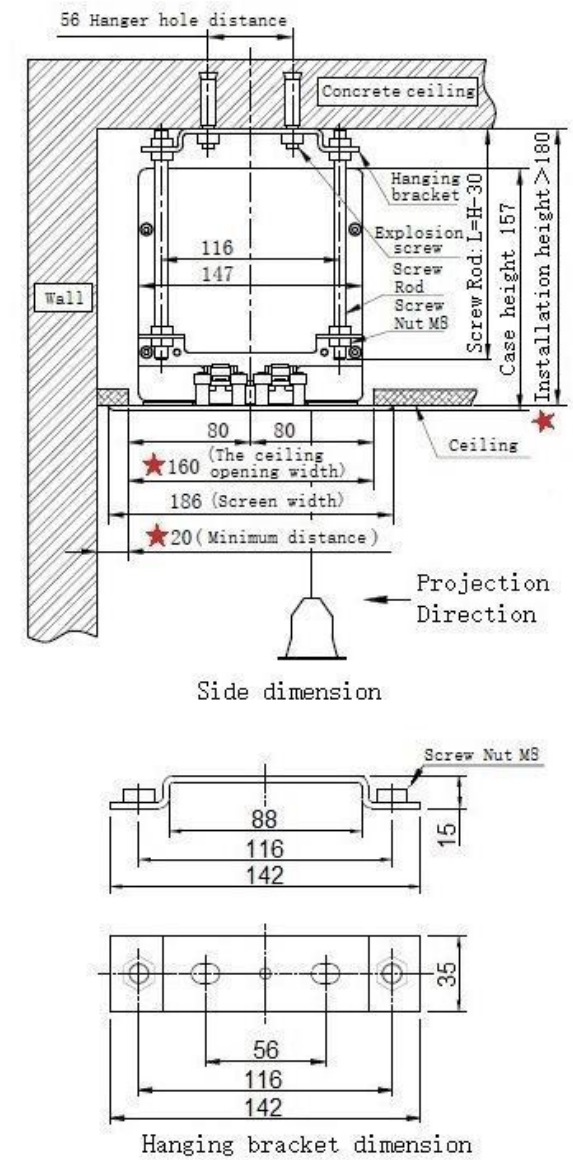 56 Hanger hole distance
Concrete ceiling
Hanging
bracket
Explosion
screw
116
147
Screw
Rod
Screw
Nut M8
Wall
Screw Rod: L=H-30
Case height 157
Installation height＞180
80
80
Ceiling
160 (The ceiling
opening width)
186 (Screen width)
20 (Minimum distance)
Projection
Direction
Side dimension
Screw Nut M8
88
116
142
15
35
56
116
142
Hanging bracket dimension